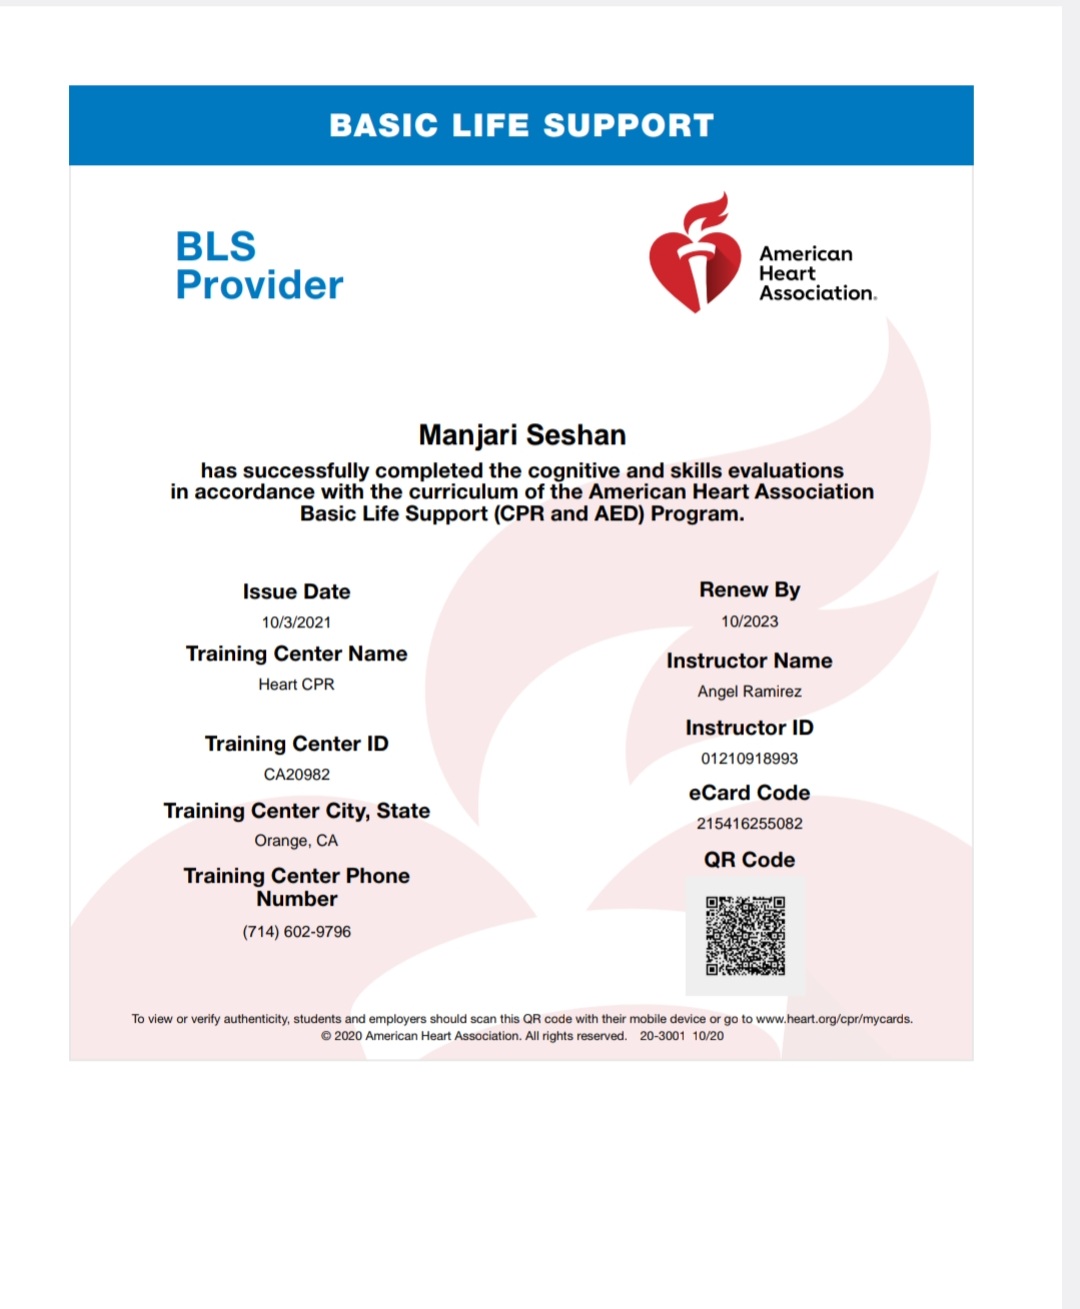 BASIC LIFE SUPPORT
BLS
Provider
American
Heart
Association.
Manjari Seshan
has successfully completed the cognitive and skills evaluations
in accordance with the curriculum of the American Heart Association
Basic Life Support (CPR and AED) Program.
Issue Date
10/3/2021
Training Center Name
Heart CPR
Training Center ID
CA20982
Training Center City, State
Orange, CA
Training Center Phone
Number
(714) 602-9796
Renew By
10/2023
Instructor Name
Angel Ramirez
Instructor ID
01210918993
eCard Code
215416255082
QR Code
To view or verify authenticity, students and employers should scan this QR code with their mobile device or go to www.heart.org/cpr/mycards.
© 2020 American Heart Association. All rights reserved. 20-3001 10/20